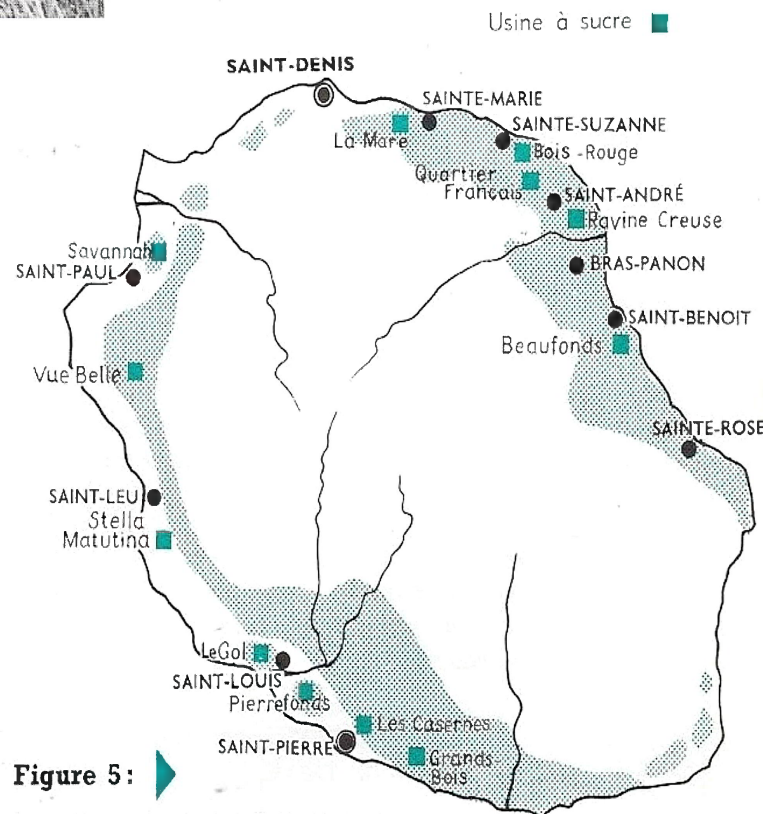 Usine à sucre
SAINT-DENIS
SAINTE-MARIE
La Mare
SAINTE-SUZANNE
Bois-Rouge
Quartier
Français
SAINT-ANDRÉ
Ravine Creuse
Savannah
SAINT-PAUL
BRAS-PANON
SAINT-BENOIT
Beaufonds
Vue Belle
SAINTE-ROSE
SAINT-LEU
Stella
Matutina
Le Gol
SAINT-LOUIS
Pierrefonds
Les Casernes
SAINT-PIERRE
Grands-
Bois
Figure 5: